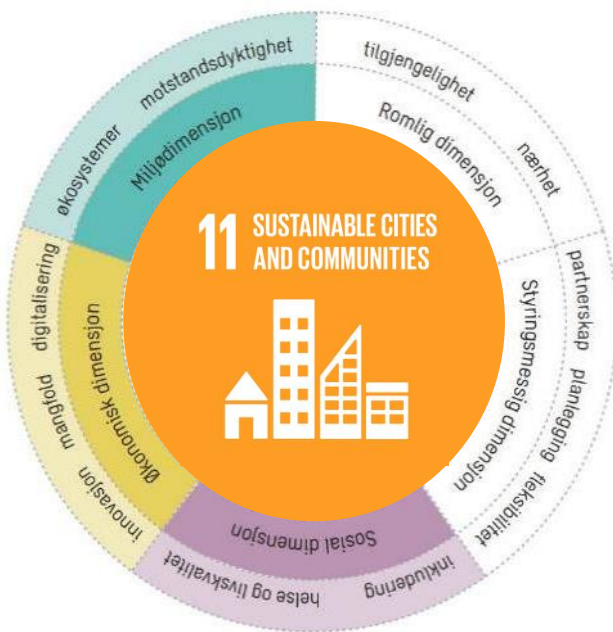 11 SUSTAINABLE CITIES
AND COMMUNITIES
Miljødimensjon
økosystemer
motstandsdyktighet
Romlig dimensjon
tilgjengelighet
nærhet
Styringsmessig dimensjon
partnerskap
planlegging
fleksibilitet
Sosial dimensjon
inkludering
helse og livskvalitet
Økonomisk dimensjon
innovasjon
mangfold
digitalisering